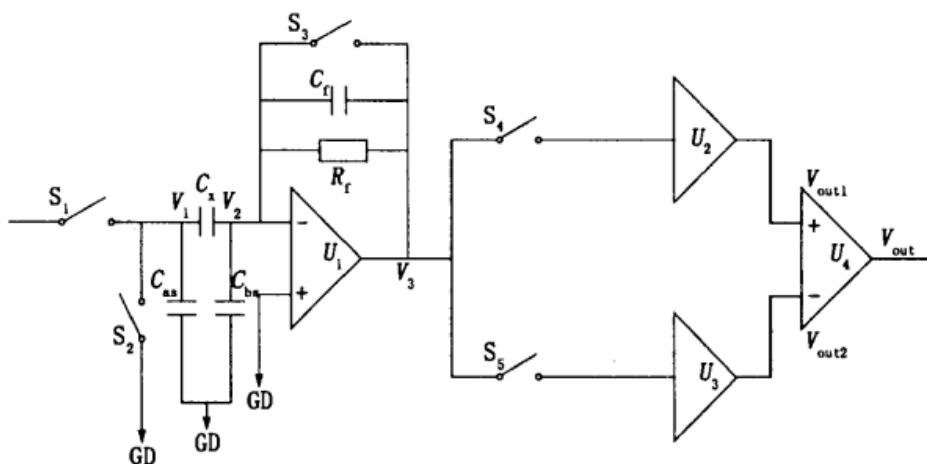 S3
Cf
Rf
S1
V1
Cx
V2
Cas
Cbs
S2
GD
GD
GD
−
+
U1
V3
S4
S5
U2
U3
Vout1
+
U4
−
Vout2
Vout